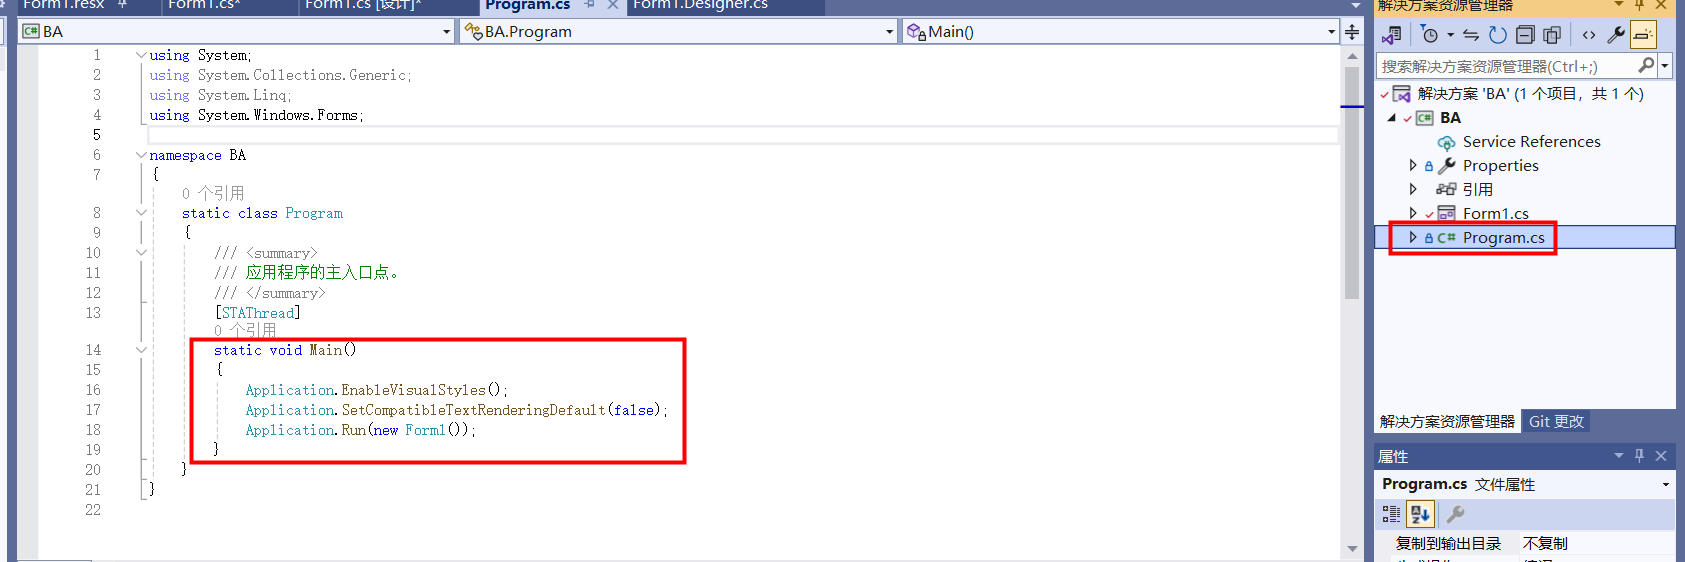 Form1.resx
Form1.cs*
Form1.cs [设计]*
Program.cs
Form1.Designer.cs
解决方案资源管理器
BA
BA.Program
Main()
1 using System;
2 using System.Collections.Generic;
3 using System.Linq;
4 using System.Windows.Forms;
5
6 namespace BA
7 {
0 个引用
8 static class Program
9 {
10 /// <summary>
11 /// 应用程序的主入口点。
12 /// </summary>
13 [STAThread]
0 个引用
14 static void Main()
15 {
16 Application.EnableVisualStyles();
17 Application.SetCompatibleTextRenderingDefault(false);
18 Application.Run(new Form1());
19 }
20 }
21 }
22
搜索解决方案资源管理器(Ctrl+;)
解决方案 'BA' (1 个项目，共 1 个)
C# BA
Service References
Properties
引用
Form1.cs
C# Program.cs
解决方案资源管理器
Git 更改
属性
Program.cs 文件属性
复制到输出目录
不复制